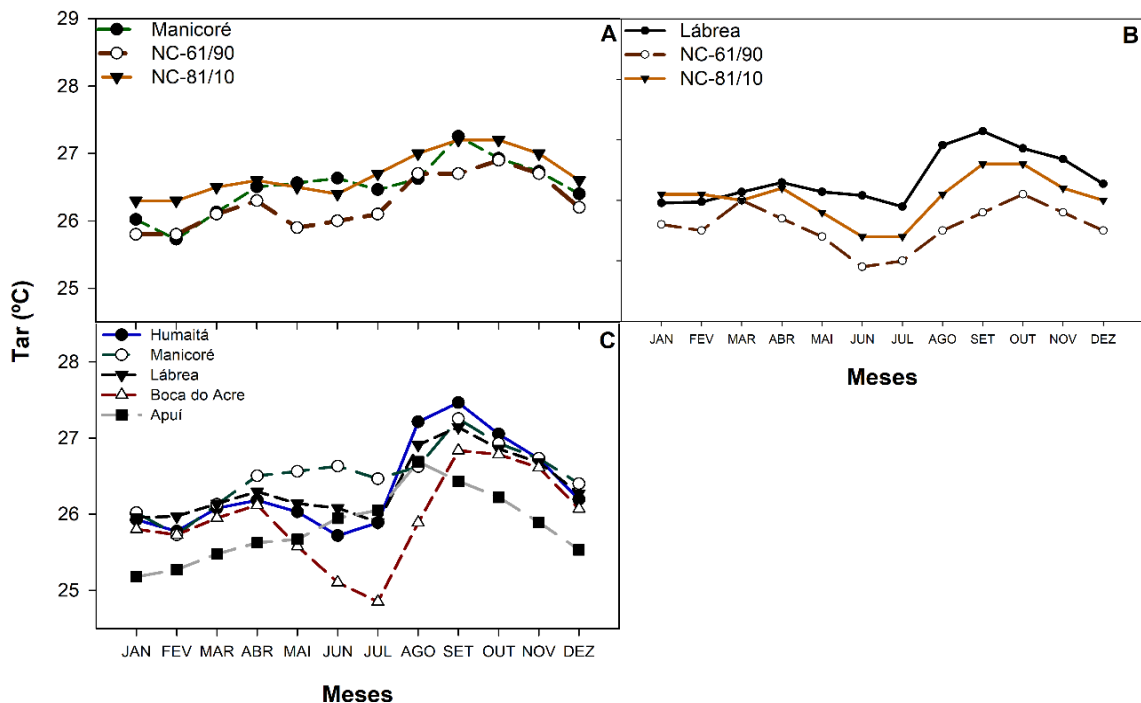 29
28
27
26
25
Manicoré
NC-61/90
NC-81/10
A
Lábrea
NC-61/90
NC-81/10
B
JAN FEV MAR ABR MAI JUN JUL AGO SET OUT NOV DEZ
Meses
Tar (ºC)
28
27
26
25
Humaitá
Manicoré
Lábrea
Boca do Acre
Apuí
C
JAN FEV MAR ABR MAI JUN JUL AGO SET OUT NOV DEZ
Meses